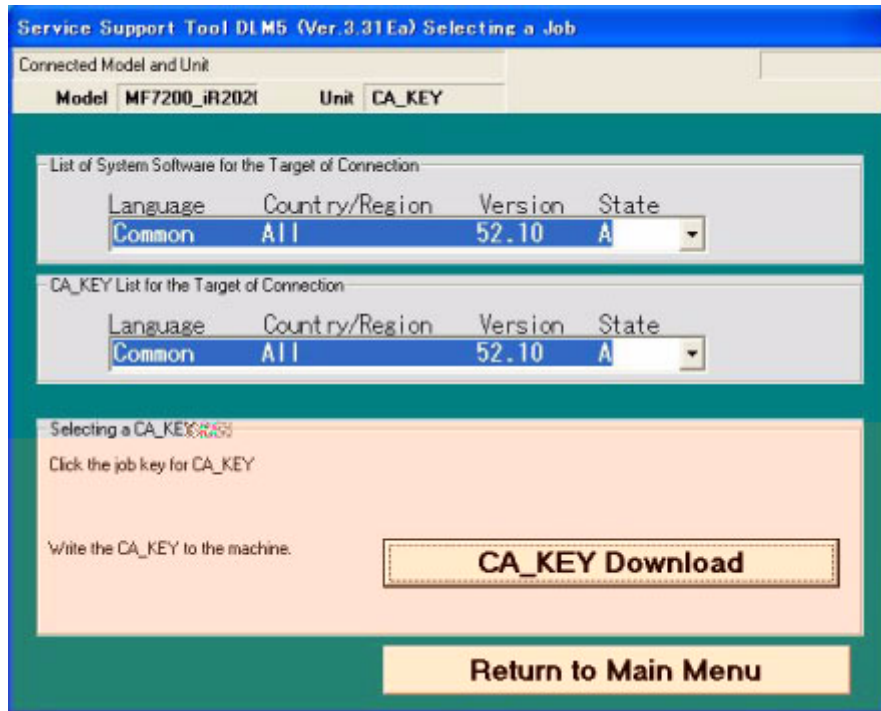 Service Support Tool DLM5 (Ver.3.31Ea) Selecting a Job
Connected Model and Unit
Model MF7200_iR202( Unit CA_KEY
List of System Software for the Target of Connection
Language Country/Region Version State
Common All 52.10 A
CA_KEY List for the Target of Connection
Language Country/Region Version State
Common All 52.10 A
Selecting a CA_KEY
Click the job key for CA_KEY
Write the CA_KEY to the machine.
CA_KEY Download
Return to Main Menu